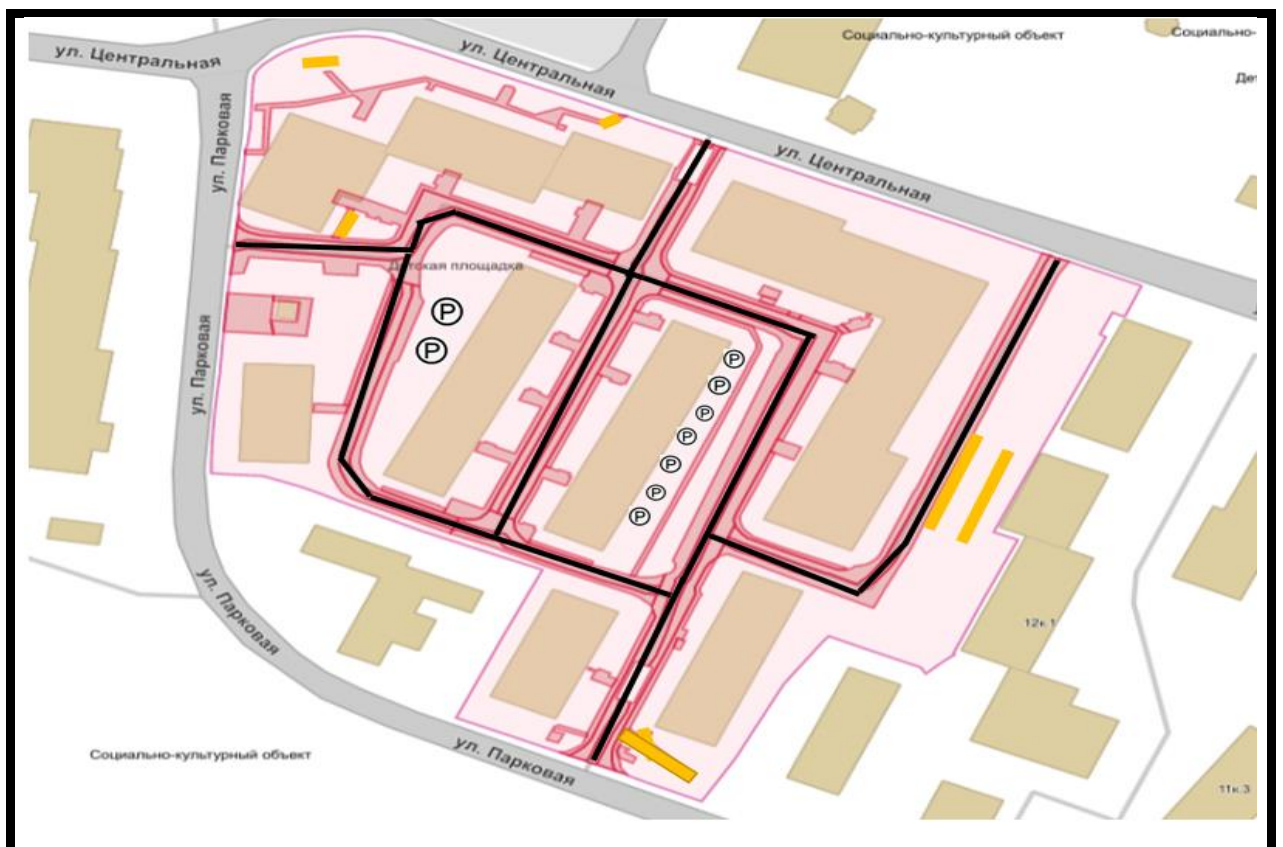 Социально-культурный объект
Социально-
ул. Центральная
ул. Центральная
Дет
ул. Парковая
ул. Центральная
Детская площадка
P
P
ул. Парковая
P
P
P
P
P
P
P
ул. Парковая
12к.1
ул. Парковая
Социально-культурный объект
11к.3